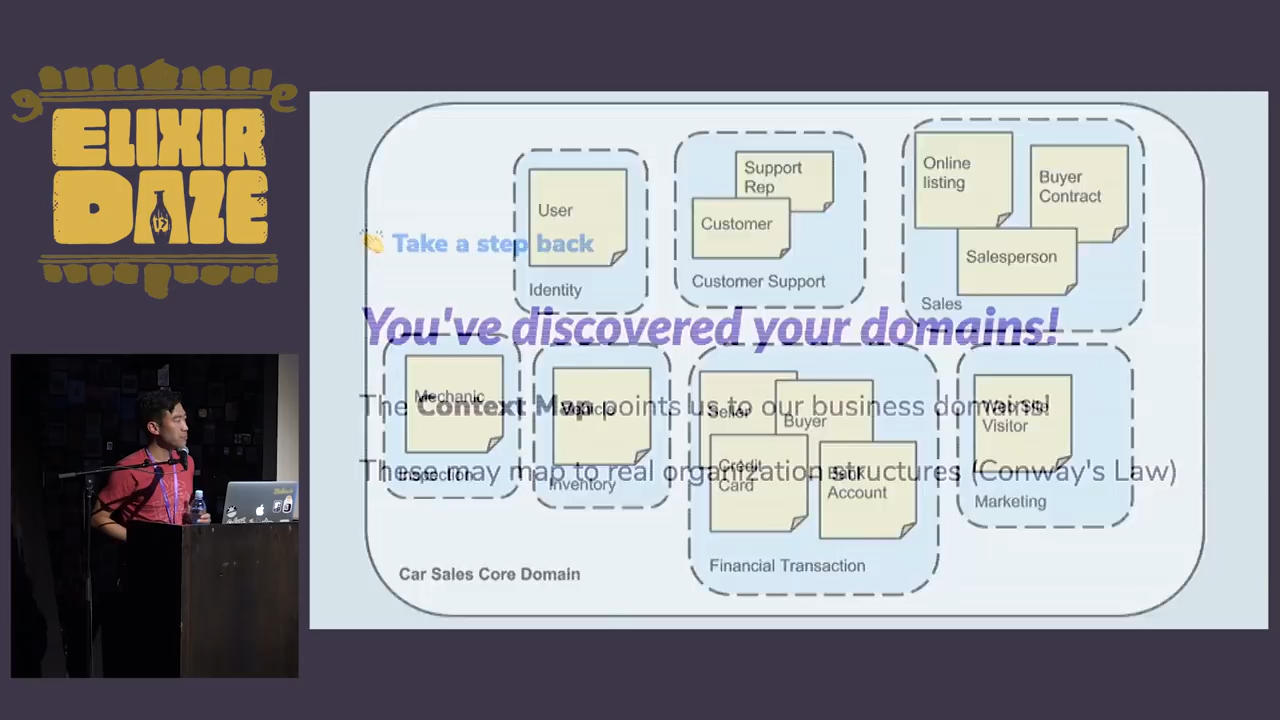 ELIXIR
DAZE
Support
Rep
Online
listing
Buyer
Contract
User
Customer
👏 Take a step back
Salesperson
Identity
Customer Support
Sales
You've discovered your domains!
Mechanic
Vehicle
Seller
Buyer
Web Site
Visitor
The Context Map points us to our business domains!
Credit
Card
Bank
Account
These may map to real organization structures (Conway's Law)
Inspection
Inventory
Marketing
Financial Transaction
Car Sales Core Domain